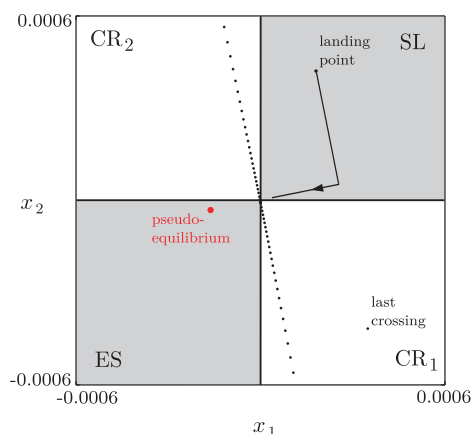 0.0006
CR₂
SL
landing
point
x₂
pseudo-
equilibrium
last
crossing
ES
CR₁
-0.0006
-0.0006
0.0006
x₁